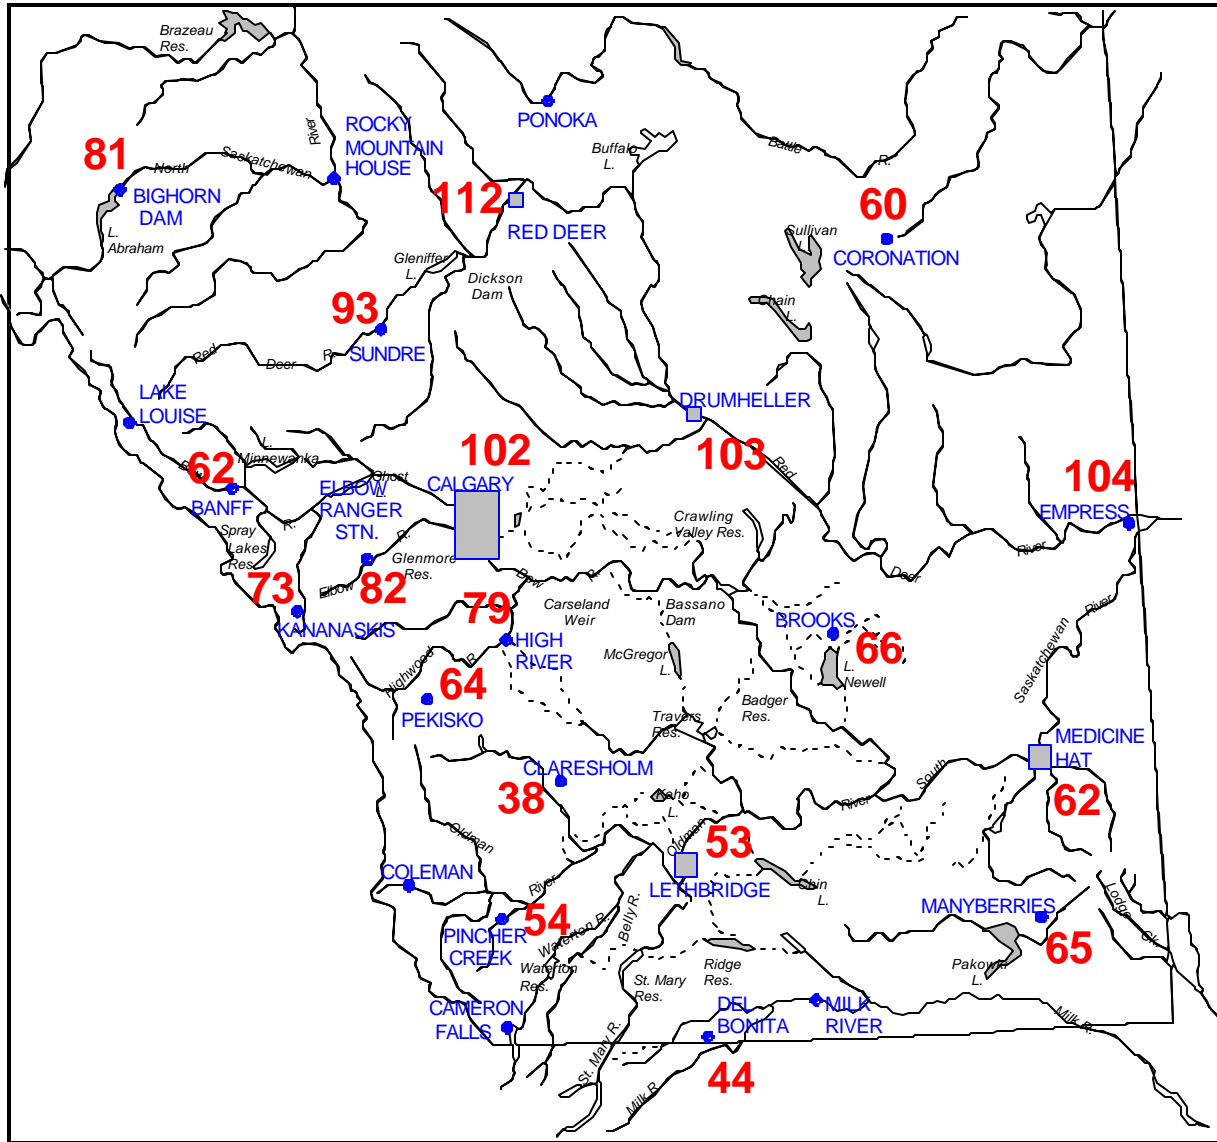 Brazeau
Res.
River
ROCKY
MOUNTAIN
HOUSE
PONOKA
Buffalo
L.
Battle
R.
81
North
Saskatchewan
BIGHORN
DAM
L.
Abraham
112
RED DEER
60
Sullivan
L.
CORONATION
Gleniffer
L.
Dickson
Dam
Chain
L.
93
SUNDRE
Red
Deer
R.
LAKE
LOUISE
DRUMHELLER
103
Red
102
CALGARY
L.
Minnewanka
Ghost
L.
62
Bow
BANFF
R.
ELBOW
RANGER
STN.
R.
104
EMPRESS
River
Deer
Crawling
Valley Res.
Spray
Lakes
Res.
Glenmore
Res.
73
Elbow
82
KANANASKIS
Bow
R.
79
Carseland
Weir
Bassano
Dam
BROOKS
66
HIGH
RIVER
Highwood
R.
McGregor
L.
L.
Newell
River
Saskatchewan
64
PEKISKO
Badger
Res.
Travers
Res.
MEDICINE
HAT
CLARESHOLM
38
Keho
L.
South
River
62
Oldman
Oldman
53
COLEMAN
River
LETHBRIDGE
Chin
L.
MANYBERRIES
Lodge
Ck.
65
54
PINCHER
CREEK
Waterton R.
Belly R.
Waterton
Res.
St. Mary
Res.
Ridge
Res.
Pakowki
L.
CAMERON
FALLS
DEL
BONITA
MILK
RIVER
Milk R.
St. Mary R.
Milk R.
44